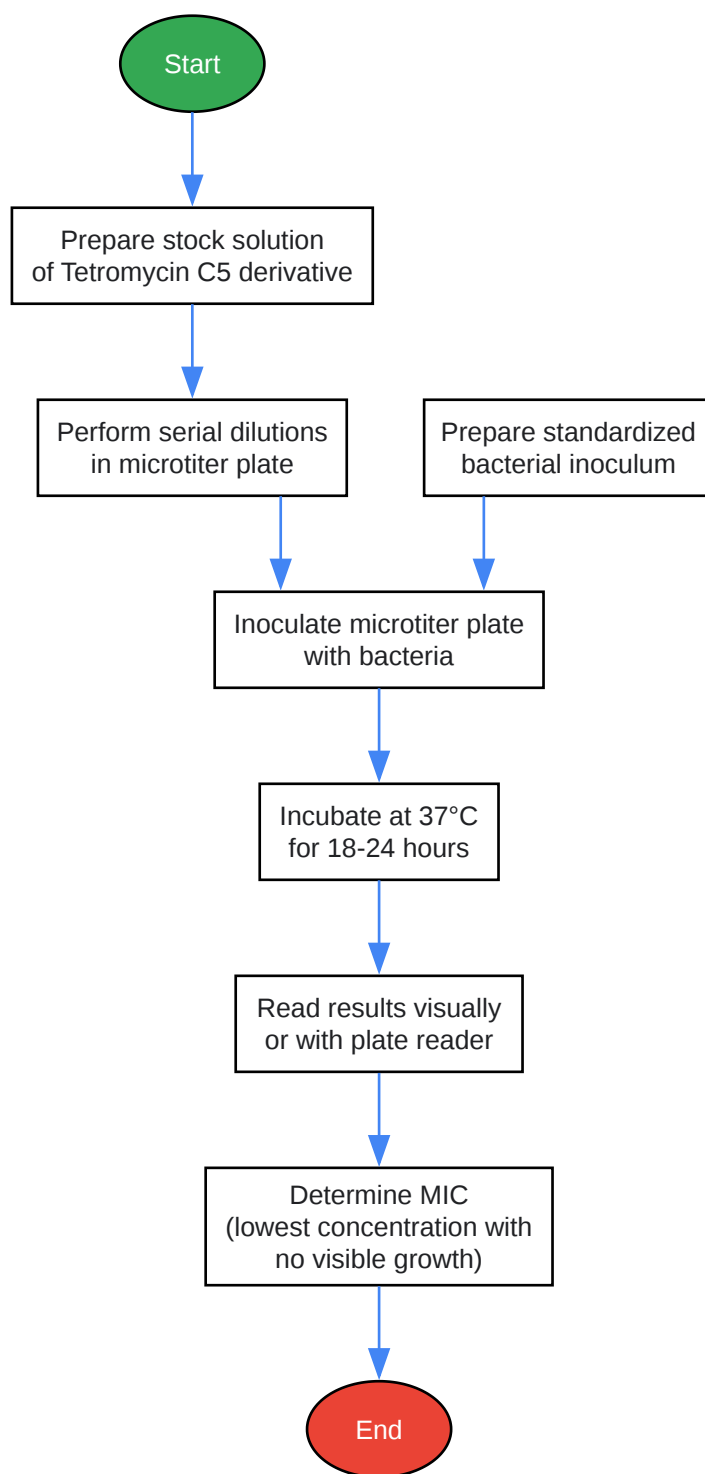 Start
Prepare stock solution
of Tetromycin C5 derivative
Perform serial dilutions
in microtiter plate
Prepare standardized
bacterial inoculum
Inoculate microtiter plate
with bacteria
Incubate at 37°C
for 18-24 hours
Read results visually
or with plate reader
Determine MIC
(lowest concentration with
no visible growth)
End